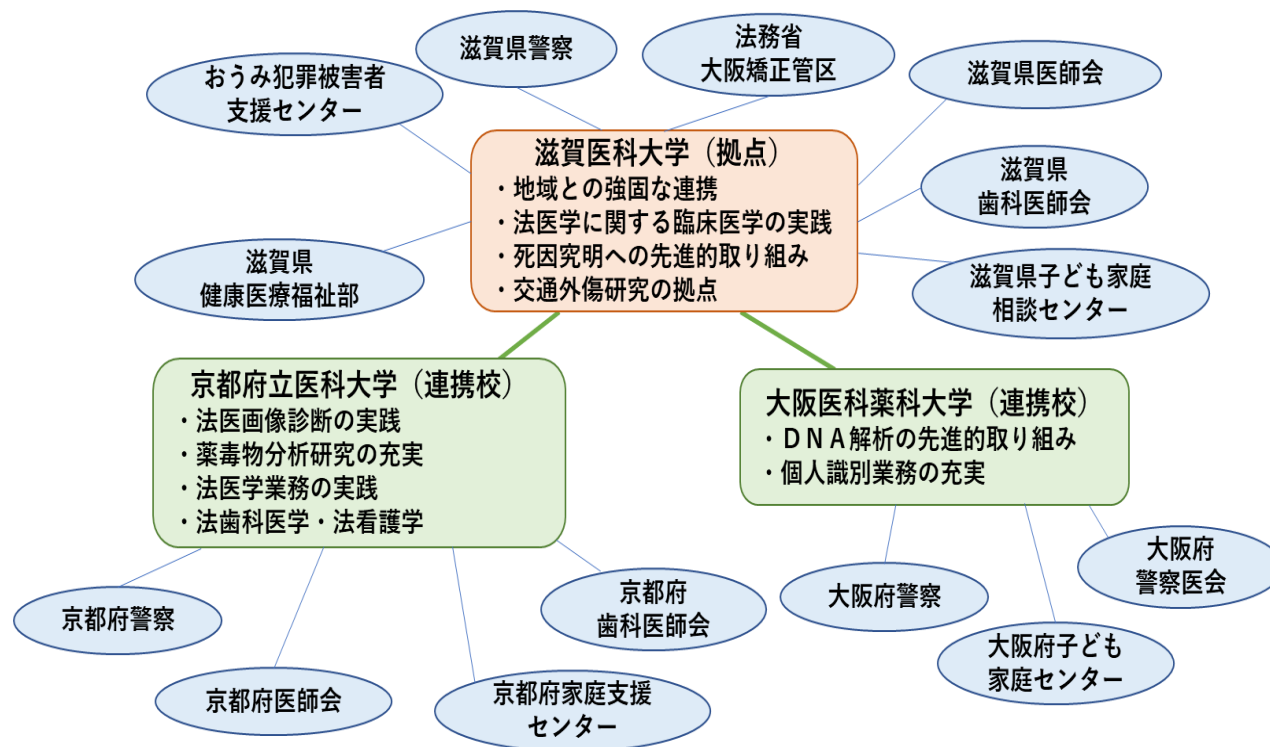 滋賀県警察
法務省
大阪矯正管区
おうみ犯罪被害者
支援センター
滋賀県医師会
滋賀医科大学（拠点）
・地域との強固な連携
・法医学に関する臨床医学の実践
・死因究明への先進的取り組み
・交通外傷研究の拠点
滋賀県
歯科医師会
滋賀県
健康医療福祉部
滋賀県子ども家庭
相談センター
京都府立医科大学（連携校）
・法医画像診断の実践
・薬毒物分析研究の充実
・法医学業務の実践
・法歯科医学・法看護学
大阪医科薬科大学（連携校）
・ＤＮＡ解析の先進的取り組み
・個人識別業務の充実
京都府警察
京都府医師会
京都府家庭支援
センター
京都府
歯科医師会
大阪府警察
大阪府子ども
家庭センター
大阪府
警察医会